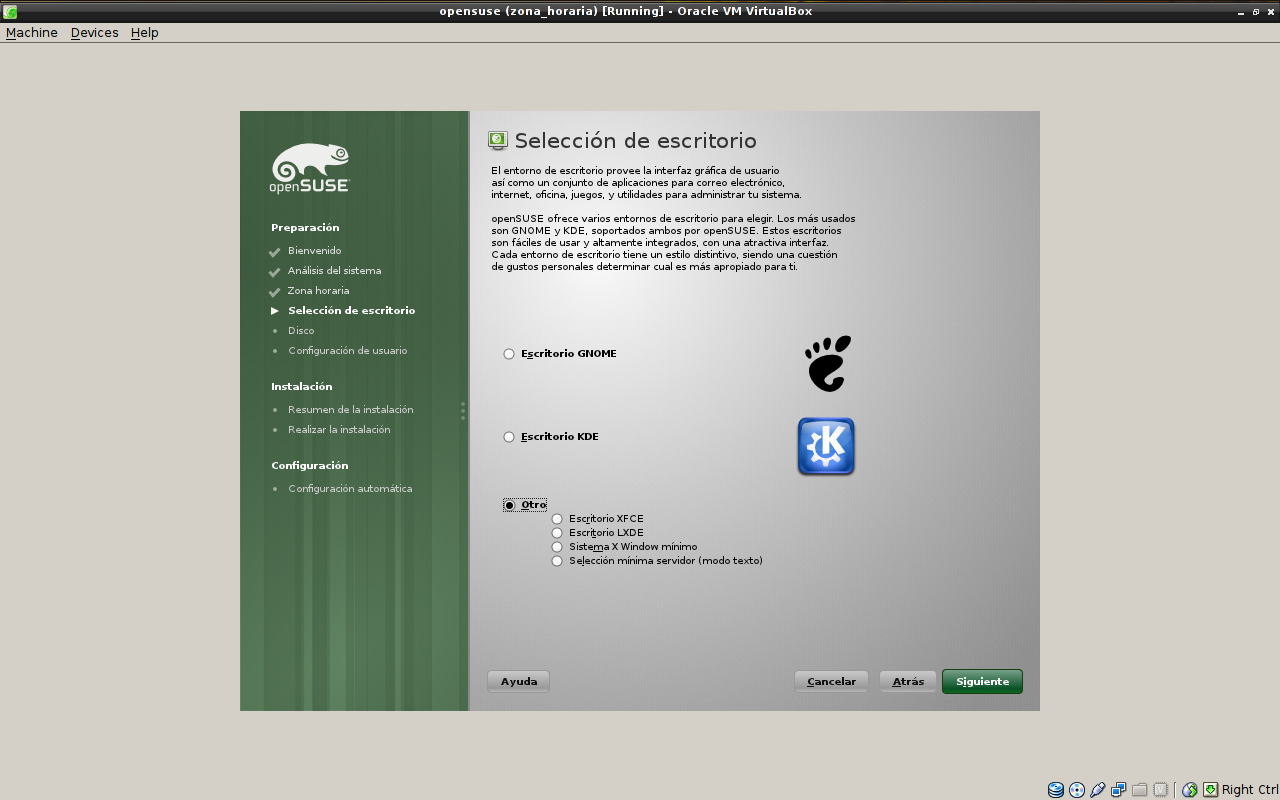 opensuse (zona_horaria) [Running] - Oracle VM VirtualBox
Machine Devices Help
openSUSE
Preparación
Bienvenido
Análisis del sistema
Zona horaria
Selección de escritorio
Disco
Configuración de usuario
Instalación
Resumen de la instalación
Realizar la instalación
Configuración
Configuración automática
Selección de escritorio
El entorno de escritorio provee la interfaz gráfica de usuario
así como un conjunto de aplicaciones para correo electrónico,
internet, oficina, juegos, y utilidades para administrar tu sistema.
openSUSE ofrece varios entornos de escritorio para elegir. Los más usados
son GNOME y KDE, soportados ambos por openSUSE. Estos escritorios
son fáciles de usar y altamente integrados, con una atractiva interfaz.
Cada entorno de escritorio tiene un estilo distintivo, siendo una cuestión
de gustos personales determinar cual es más apropiado para ti.
Escritorio GNOME
Escritorio KDE
Otro
Escritorio XFCE
Escritorio LXDE
Sistema X Window mínimo
Selección mínima servidor (modo texto)
Ayuda Cancelar Atrás Siguiente
Right Ctrl